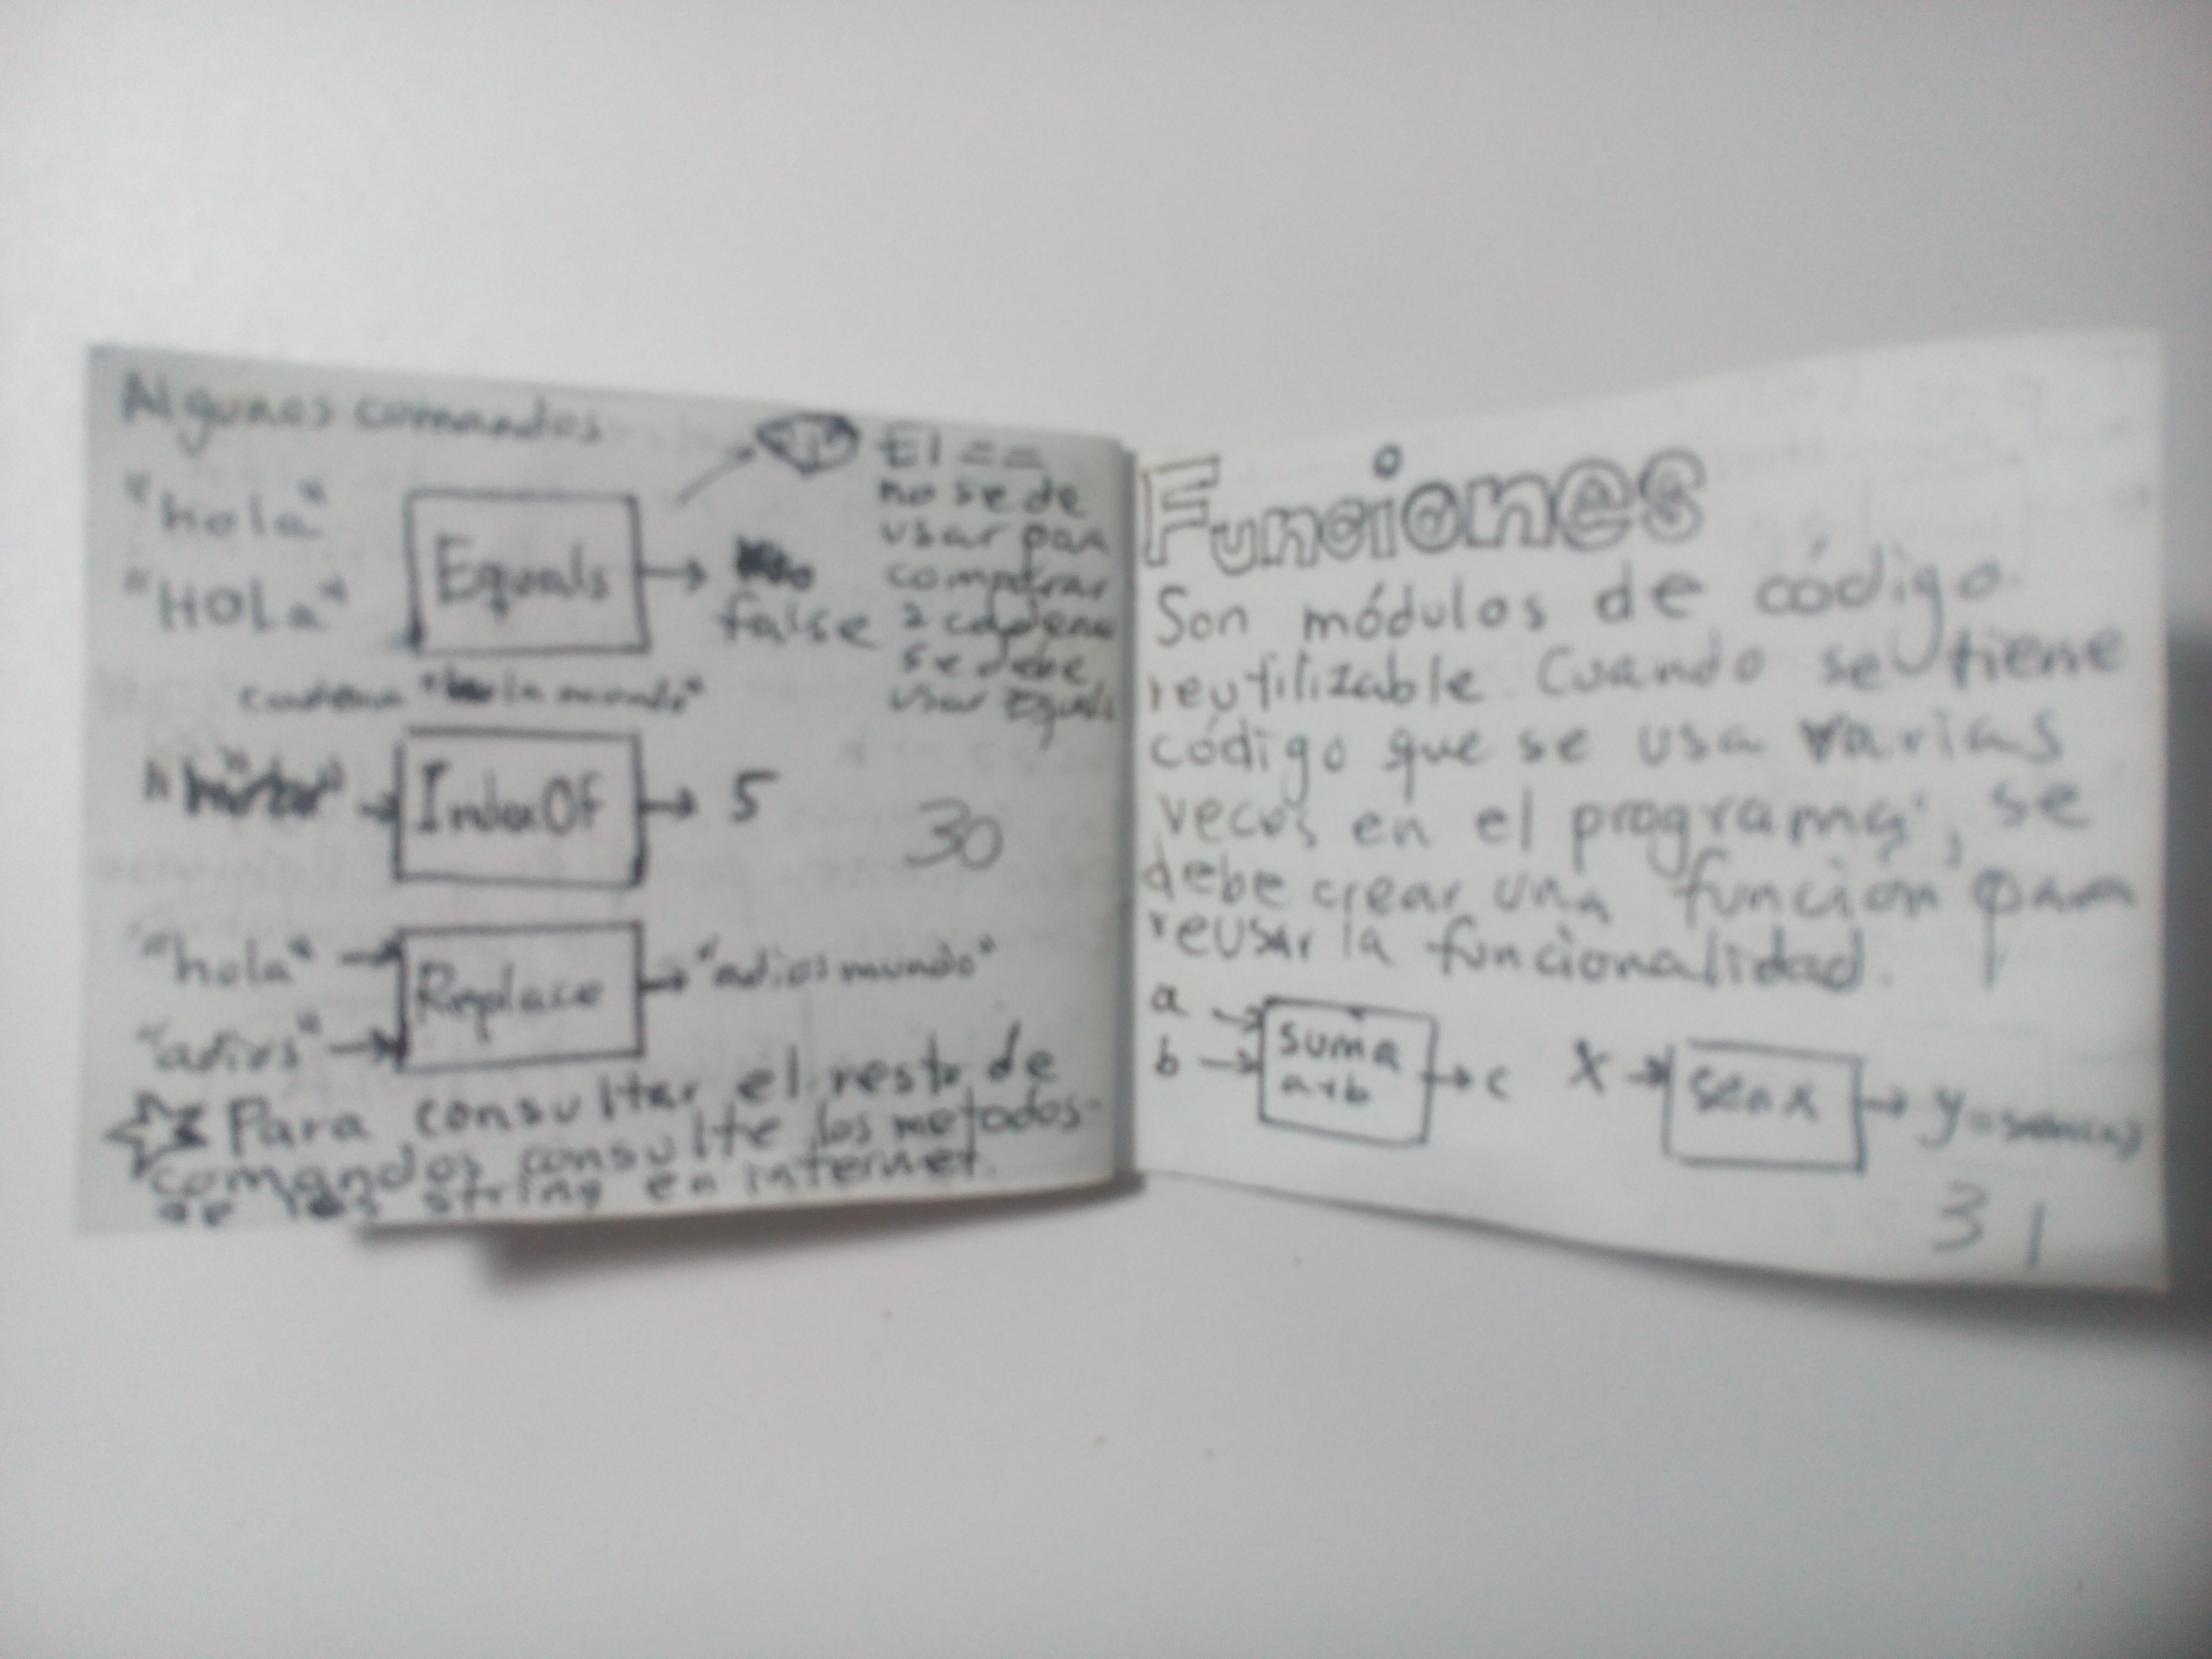 Algunos comandos
"hola"
"HOLa"
Equals
false
El ==
no se de
usar para
comparar
2 cadenas
se debe
usar Equals
cadena "hola mundo"
IndexOf
5
30
"hola"
"adios"
Replace
"adios mundo"
Para consultar el resto de
comandos consulte los metodos
de los string en internet.
Funciones
Son módulos de código
reutilizable. Cuando se tiene
código que se usa varias
veces en el programa, se
debe crear una función para
reusar la funcionalidad.
a
b
suma
a+b
c
x
sen x
31